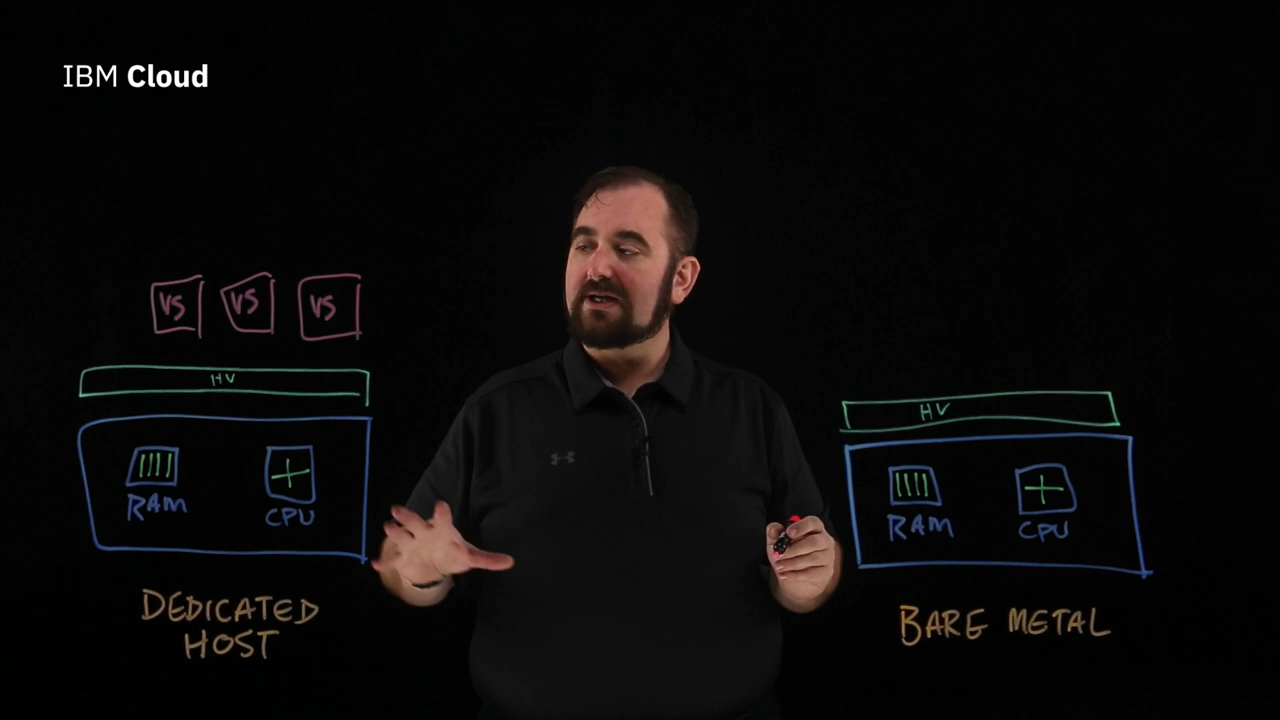 IBM Cloud
VS VS VS
HV
RAM
CPU
DEDICATED
HOST
HV
RAM
CPU
BARE METAL